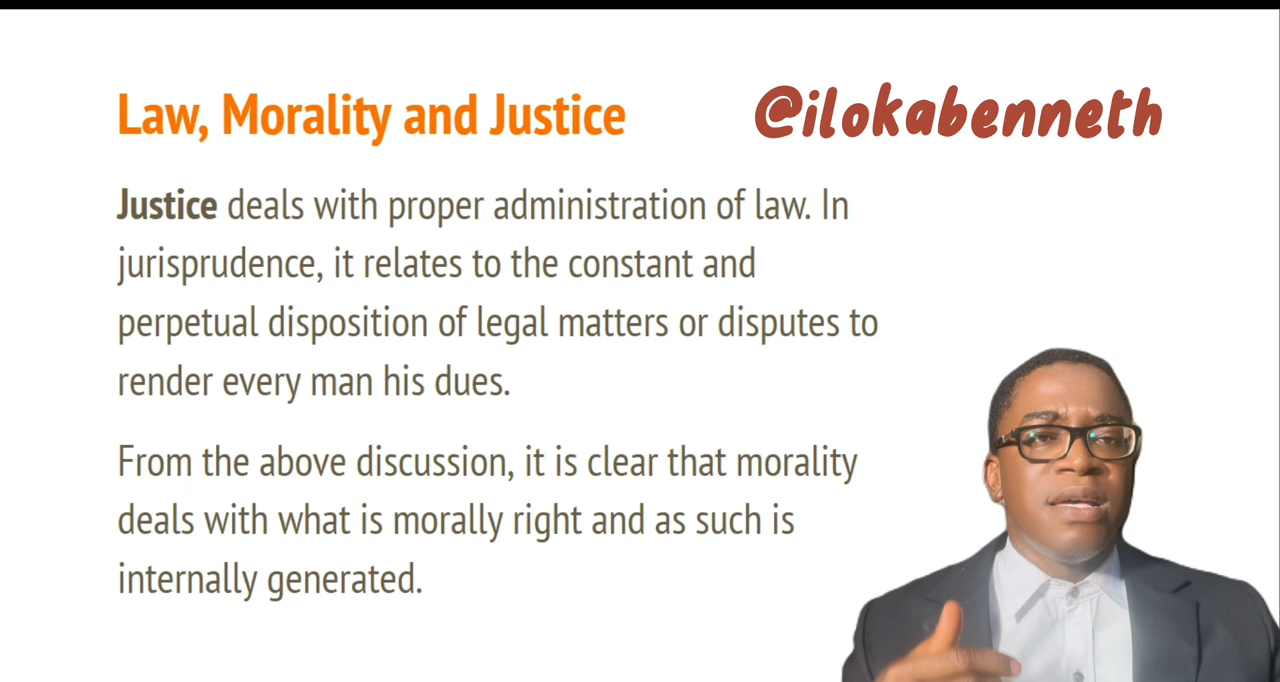 Law, Morality and Justice
@ilokabenneth
Justice deals with proper administration of law. In
jurisprudence, it relates to the constant and
perpetual disposition of legal matters or disputes to
render every man his dues.
From the above discussion, it is clear that morality
deals with what is morally right and as such is
internally generated.